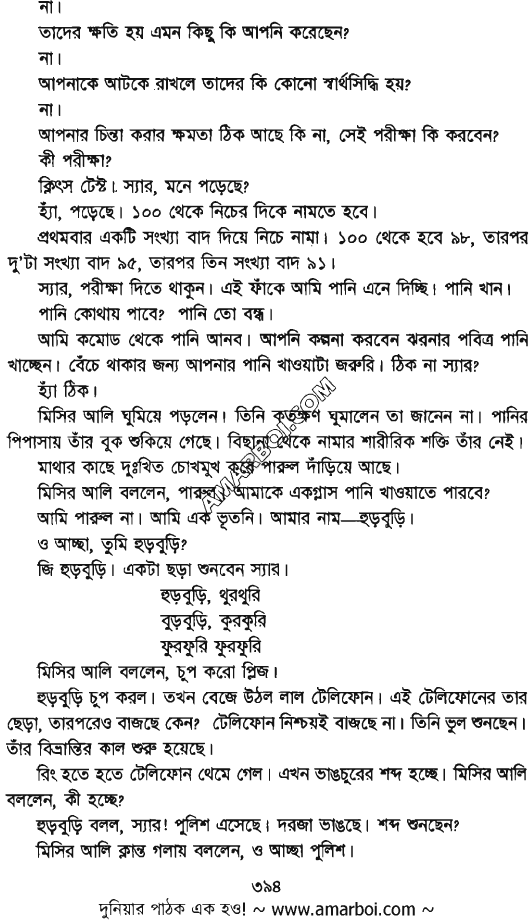 না।
তাদের ক্ষতি হয় এমন কিছু কি আপনি করেছেন?
না।
আপনাকে আটকে রাখলে তাদের কি কোনো স্বার্থসিদ্ধি হয়?
না।
আপনার চিন্তা করার ক্ষমতা ঠিক আছে কি না, সেই পরীক্ষা কি করবেন?
কী পরীক্ষা?
ক্লিৎস টেস্ট। স্যার, মনে পড়েছে?
হ্যাঁ, পড়েছে। ১০০ থেকে নিচের দিকে নামতে হবে।
প্রথমবার একটি সংখ্যা বাদ দিয়ে নিচে নামা। ১০০ থেকে হবে ৯৮, তারপর
দু'টা সংখ্যা বাদ ৯৫, তারপর তিন সংখ্যা বাদ ৯১।
স্যার, পরীক্ষা দিতে থাকুন। এই ফাঁকে আমি পানি এনে দিচ্ছি। পানি খান।
পানি কোথায় পাবে? পানি তো বন্ধ।
আমি কমোড থেকে পানি আনব। আপনি কল্পনা করবেন ঝরনার পবিত্র পানি
খাচ্ছেন। বেঁচে থাকার জন্য আপনার পানি খাওয়াটা জরুরি। ঠিক না স্যার?
হ্যাঁ ঠিক।
মিসির আলি ঘুমিয়ে পড়লেন। তিনি কতক্ষণ ঘুমালেন তা জানেন না। পানির
পিপাসায় তাঁর বুক শুকিয়ে গেছে। বিছানা থেকে নামার শারীরিক শক্তি তাঁর নেই।
মাথার কাছে দুঃখিত চোখমুখ করে পারুল দাঁড়িয়ে আছে।
মিসির আলি বললেন, পারুল! আমাকে একগ্লাস পানি খাওয়াতে পারবে?
আমি পারুল না। আমি এক ভূতনি। আমার নাম—হুড়বুড়ি।
ও আচ্ছা, তুমি হুড়বুড়ি?
জি হুড়বুড়ি। একটা ছড়া শুনবেন স্যার।
হুড়বুড়ি, থুরথুরি
বুড়বুড়ি, কুরকুরি
ফুরফুরি ফুরফুরি
মিসির আলি বললেন, চুপ করো প্লিজ।
হুড়বুড়ি চুপ করল। তখন বেজে উঠল লাল টেলিফোন। এই টেলিফোনের তার
ছেড়া, তারপরেও বাজছে কেন? টেলিফোন নিশ্চয়ই বাজছে না। তিনি ভুল শুনছেন।
তাঁর বিভ্রান্তির কাল শুরু হয়েছে।
রিং হতে হতে টেলিফোন থেমে গেল। এখন ভাঙচুরের শব্দ হচ্ছে। মিসির আলি
বললেন, কী হচ্ছে?
হুড়বুড়ি বলল, স্যার! পুলিশ এসেছে। দরজা ভাঙছে। শব্দ শুনছেন?
মিসির আলি ক্লান্ত গলায় বললেন, ও আচ্ছা পুলিশ।
৩৯৪
দুনিয়ার পাঠক এক হও! ~ www.amarboi.com ~
AMARBOI.COM